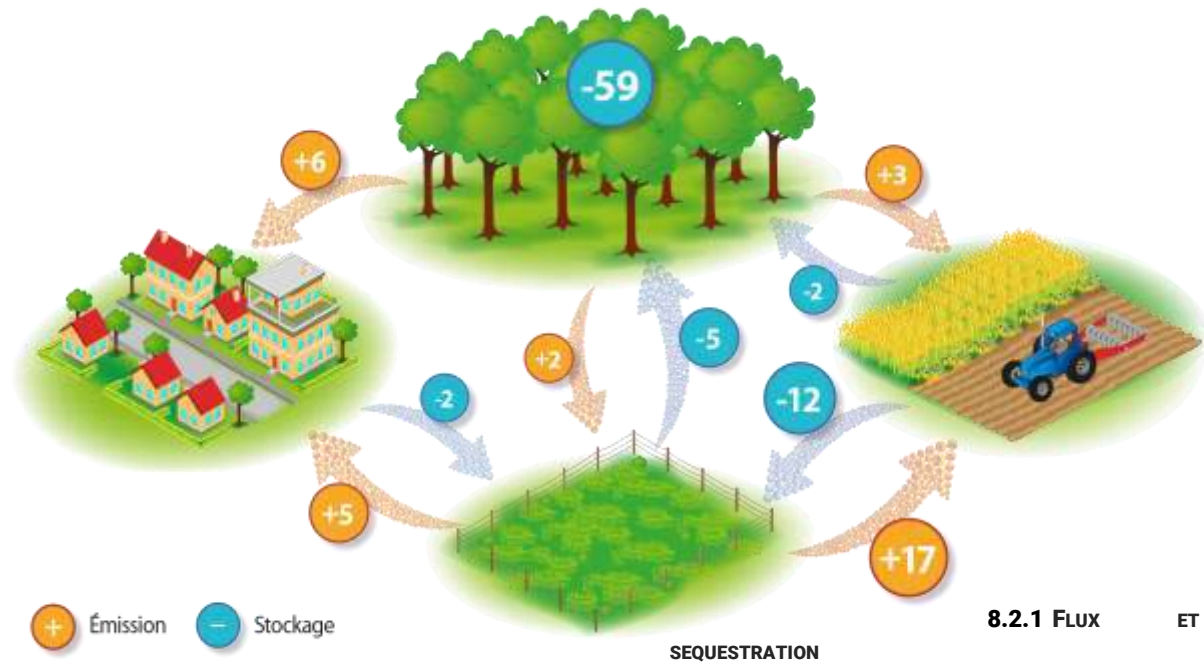 -59
+6
+3
-2
+2
-5
-2
-12
+5
+17
+ Émission
− Stockage
8.2.1 FLUX ET
SEQUESTRATION